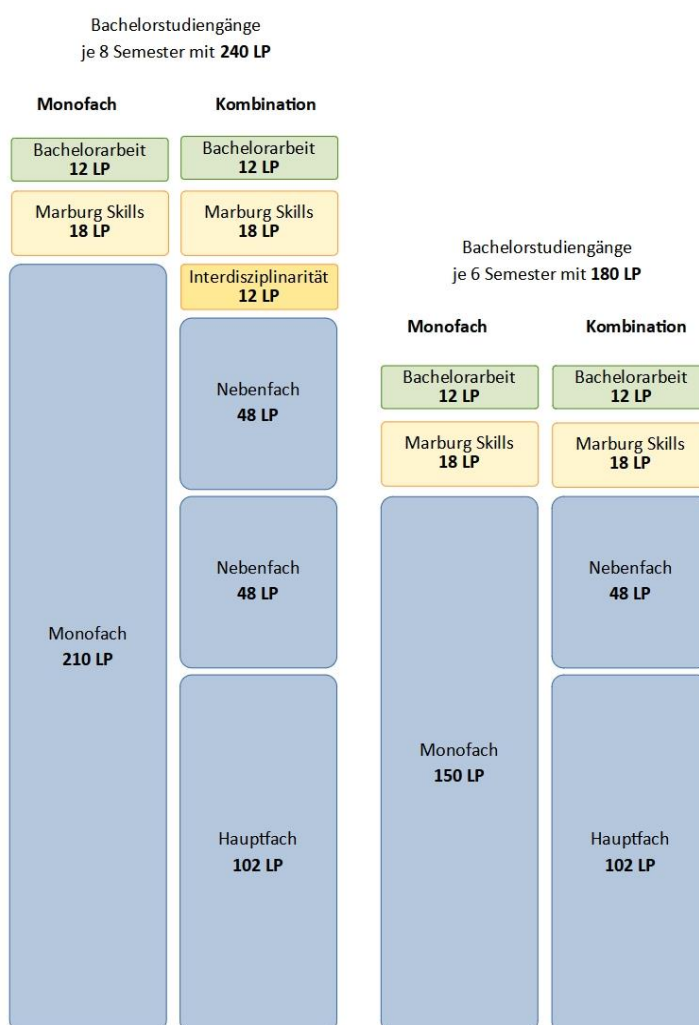 Bachelorstudiengänge
je 8 Semester mit 240 LP
Monofach
Kombination
Bachelorarbeit
12 LP
Marburg Skills
18 LP
Monofach
210 LP
Bachelorarbeit
12 LP
Marburg Skills
18 LP
Interdisziplinarität
12 LP
Nebenfach
48 LP
Nebenfach
48 LP
Hauptfach
102 LP
Bachelorstudiengänge
je 6 Semester mit 180 LP
Monofach
Kombination
Bachelorarbeit
12 LP
Marburg Skills
18 LP
Monofach
150 LP
Bachelorarbeit
12 LP
Marburg Skills
18 LP
Nebenfach
48 LP
Hauptfach
102 LP